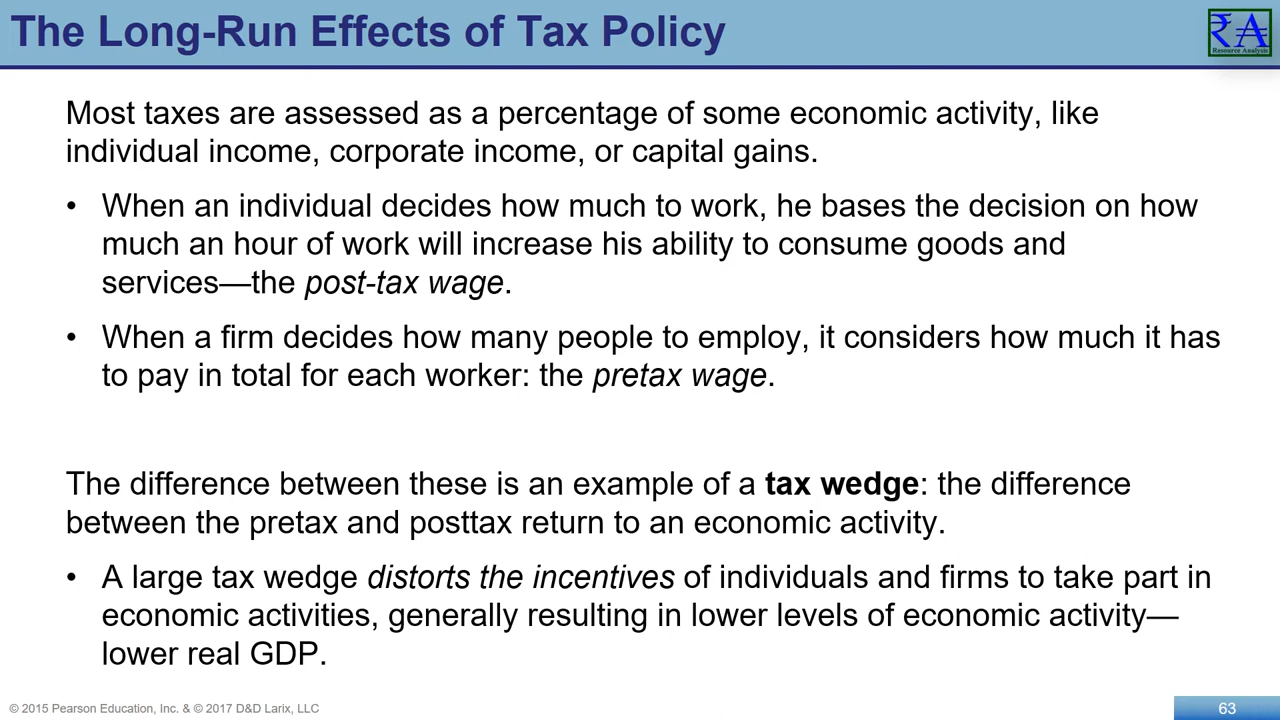 The Long-Run Effects of Tax Policy
₹A
Resource Analysis
Most taxes are assessed as a percentage of some economic activity, like
individual income, corporate income, or capital gains.
• When an individual decides how much to work, he bases the decision on how
much an hour of work will increase his ability to consume goods and
services—the post-tax wage.
• When a firm decides how many people to employ, it considers how much it has
to pay in total for each worker: the pretax wage.
The difference between these is an example of a tax wedge: the difference
between the pretax and posttax return to an economic activity.
• A large tax wedge distorts the incentives of individuals and firms to take part in
economic activities, generally resulting in lower levels of economic activity—
lower real GDP.
© 2015 Pearson Education, Inc. & © 2017 D&D Larix, LLC
63